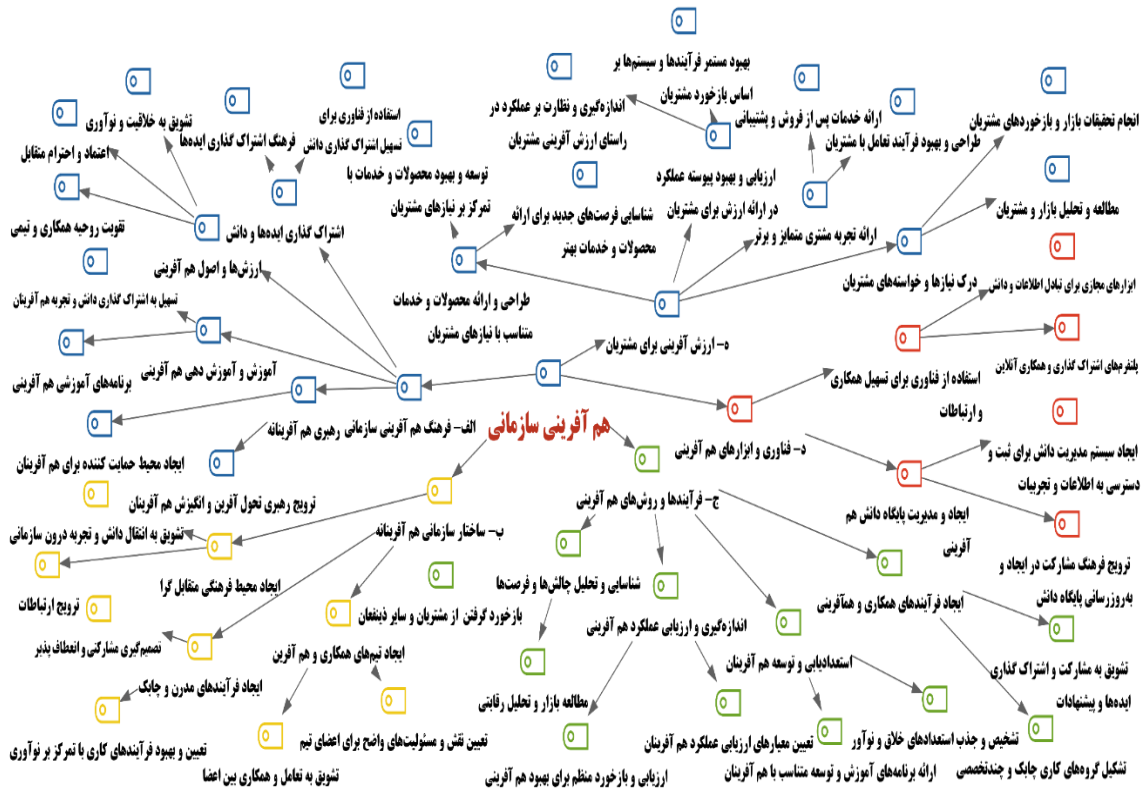 بهبود مستمر فرآیندها و سیستم‌ها بر
اساس بازخورد مشتریان
اندازه‌گیری و نظارت بر عملکرد در
راستای ارزش آفرینی مشتریان
ارائه خدمات پس از فروش و پشتیبانی
طراحی و بهبود فرآیند تعامل با مشتریان
انجام تحقیقات بازار و بازخوردهای مشتریان
مطالعه و تحلیل بازار و مشتریان
درک نیازها و خواسته‌های مشتریان
ارائه تجربه مشتری متمایز و برتر
ارزیابی و بهبود پیوسته عملکرد
در ارائه ارزش برای مشتریان
شناسایی فرصت‌های جدید برای ارائه
محصولات و خدمات بهتر
توسعه و بهبود محصولات و خدمات با
تمرکز بر نیازهای مشتریان
طراحی و ارائه محصولات و خدمات
متناسب با نیازهای مشتریان
ه- ارزش آفرینی برای مشتریان
استفاده از فناوری برای
تسهیل اشتراک گذاری دانش
فرهنگ اشتراک گذاری ایده‌ها
تشویق به خلاقیت و نوآوری
اعتماد و احترام متقابل
تقویت روحیه همکاری و تیمی
اشتراک گذاری ایده‌ها و دانش
ارزش‌ها و اصول هم آفرینی
تسهیل به اشتراک گذاری دانش و تجربه هم آفرینان
آموزش و آموزش دهی هم آفرینی
برنامه‌های آموزشی هم آفرینی
الف- فرهنگ هم آفرینی سازمانی
رهبری هم آفرینانه
ایجاد محیط حمایت کننده برای هم آفرینان
ترویج رهبری تحول آفرین و انگیزش هم آفرینان
هم آفرینی سازمانی
ابزارهای مجازی برای تبادل اطلاعات و دانش
پلتفرم‌های اشتراک گذاری و همکاری آنلاین
استفاده از فناوری برای تسهیل همکاری
و ارتباطات
د- فناوری و ابزارهای هم آفرینی
ایجاد سیستم مدیریت دانش برای ثبت و
دسترسی به اطلاعات و تجربیات
ایجاد و مدیریت پایگاه دانش هم
آفرینی
ترویج فرهنگ مشارکت در ایجاد و
به‌روزرسانی پایگاه دانش
ج- فرآیندها و روش‌های هم آفرینی
شناسایی و تحلیل چالش‌ها و فرصت‌ها
بازخورد گرفتن از مشتریان و سایر ذینفعان
مطالعه بازار و تحلیل رقابتی
اندازه‌گیری و ارزیابی عملکرد هم آفرینی
تعیین معیارهای ارزیابی عملکرد هم آفرینان
ارزیابی و بازخورد منظم برای بهبود هم آفرینی
استعدادیابی و توسعه هم آفرینان
تشخیص و جذب استعدادهای خلاق و نوآور
ارائه برنامه‌های آموزش و توسعه متناسب با هم آفرینان
ایجاد فرآیندهای همکاری و همآفرینی
تشویق به مشارکت و اشتراک گذاری
ایده‌ها و پیشنهادات
تشکیل گروه‌های کاری چابک و چندتخصصی
ب- ساختار سازمانی هم آفرینانه
تشویق به انتقال دانش و تجربه درون سازمانی
ایجاد محیط فرهنگی متقابل گرا
ترویج ارتباطات
تصمیم‌گیری مشارکتی و انعطاف پذیر
ایجاد فرآیندهای مدرن و چابک
تعیین و بهبود فرآیندهای کاری با تمرکز بر نوآوری
ایجاد تیم‌های همکاری و هم آفرین
تعیین نقش و مسئولیت‌های واضح برای اعضای تیم
تشویق به تعامل و همکاری بین اعضا